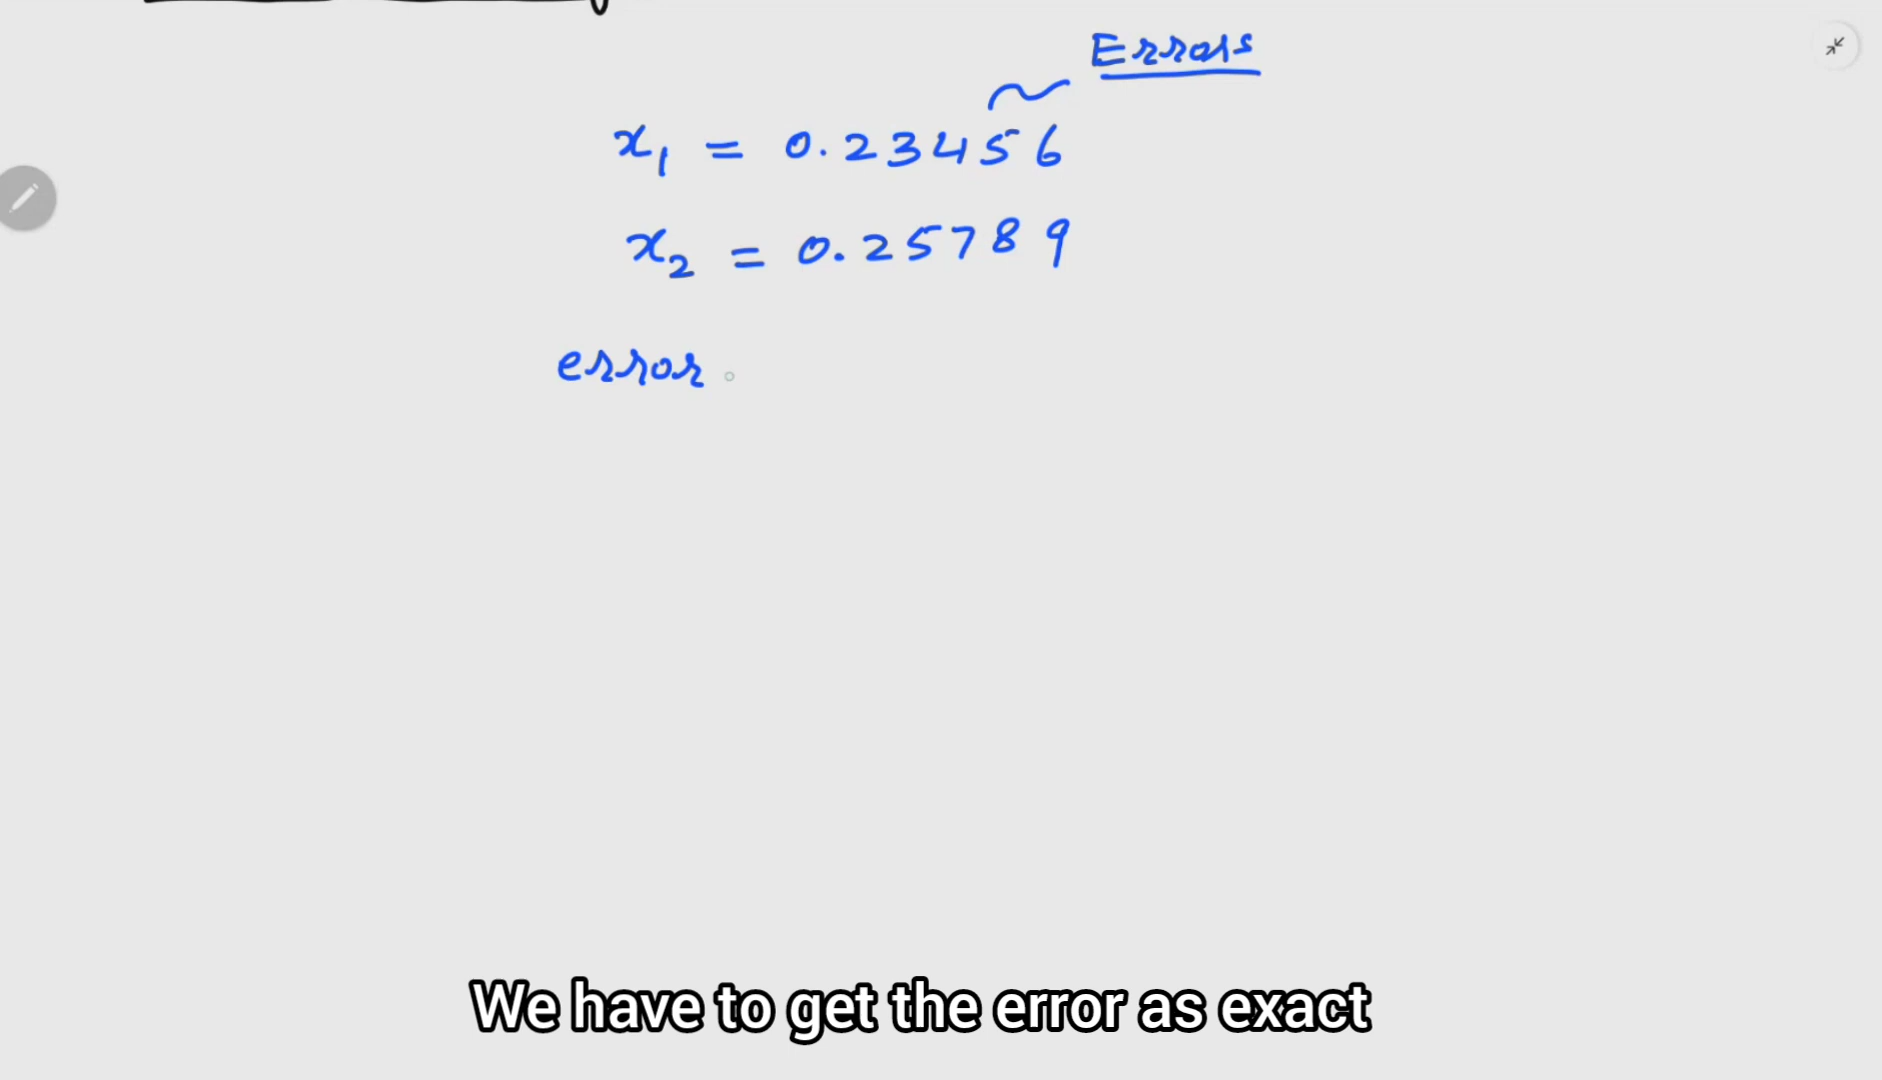 Errors
x₁ = 0.23456
x₂ = 0.25789
error
We have to get the error as exact